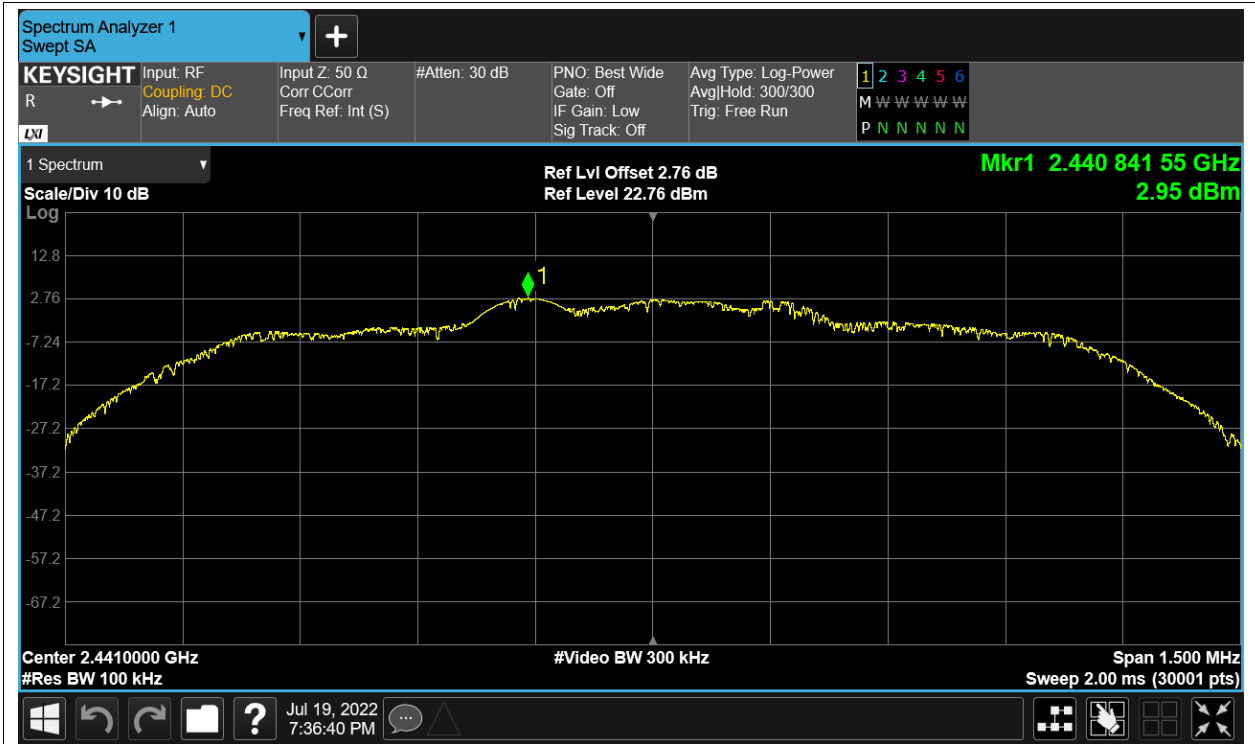 Spectrum Analyzer 1
Swept SA
KEYSIGHT
R
LXI
Input: RF
Coupling: DC
Align: Auto
Input Z: 50 Ω
Corr CCorr
Freq Ref: Int (S)
#Atten: 30 dB
PNO: Best Wide
Gate: Off
IF Gain: Low
Sig Track: Off
Avg Type: Log-Power
Avg|Hold: 300/300
Trig: Free Run
1 2 3 4 5 6
M W W W W W
P N N N N N
1 Spectrum
Scale/Div 10 dB
Log
Ref Lvl Offset 2.76 dB
Ref Level 22.76 dBm
Mkr1 2.440 841 55 GHz
2.95 dBm
12.8
1
2.76
-7.24
-17.2
-27.2
-37.2
-47.2
-57.2
-67.2
Center 2.4410000 GHz
#Res BW 100 kHz
#Video BW 300 kHz
Span 1.500 MHz
Sweep 2.00 ms (30001 pts)
?
Jul 19, 2022
7:36:40 PM